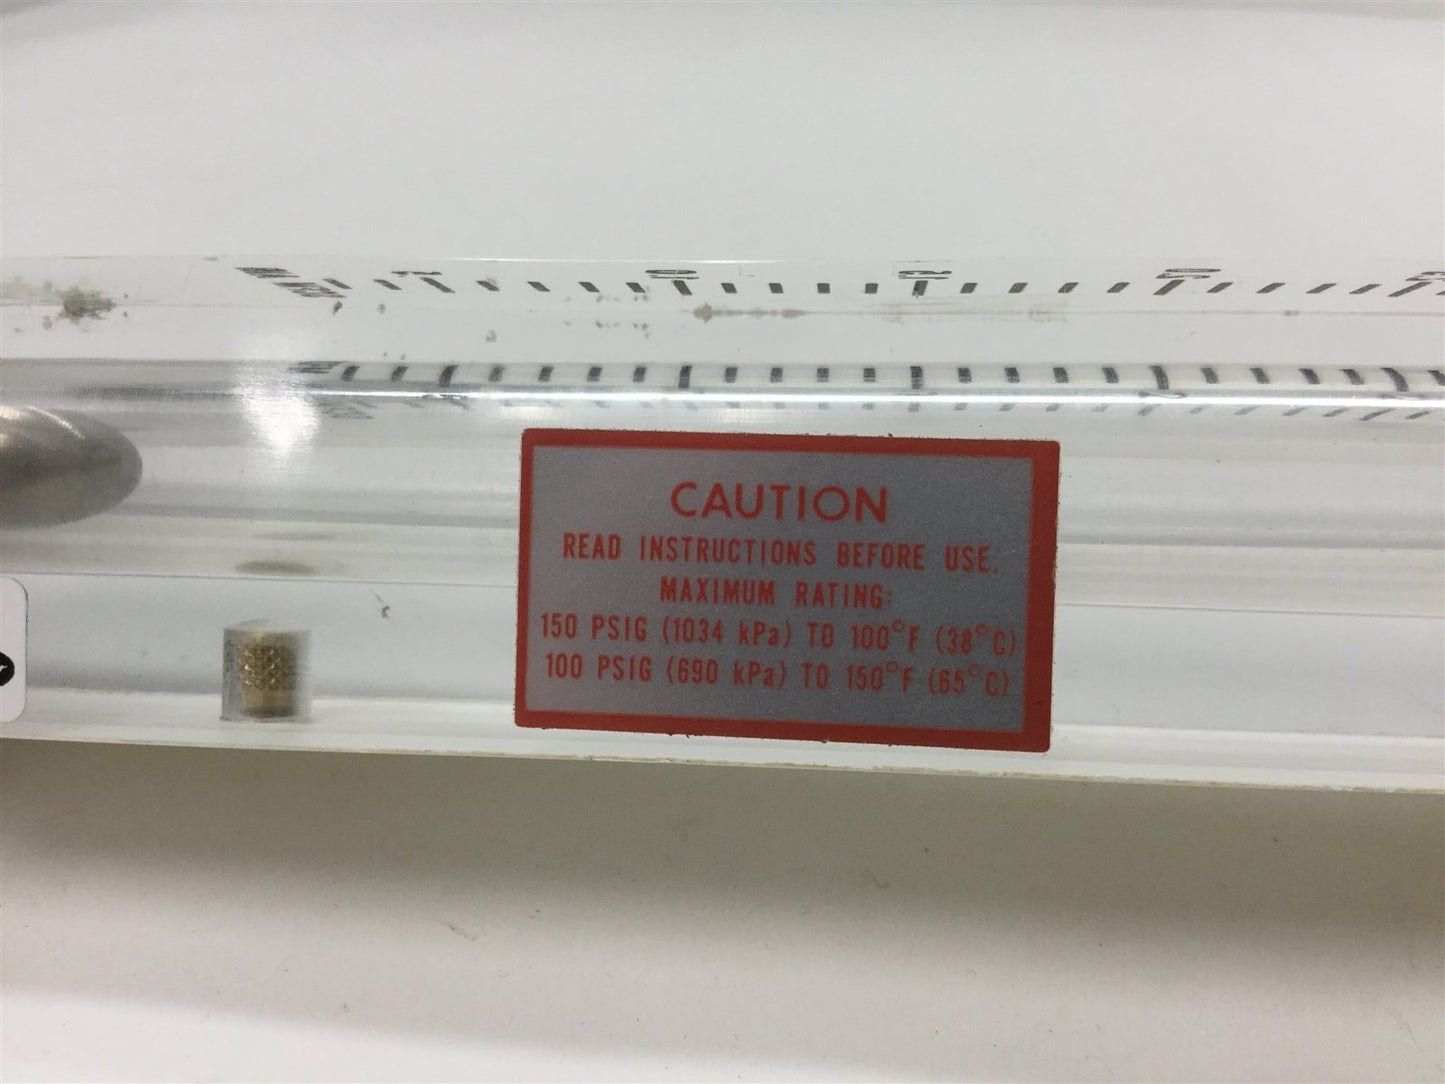 CAUTION
READ INSTRUCTIONS BEFORE USE.
MAXIMUM RATING:
150 PSIG (1034 kPa) TO 100°F (38°C)
100 PSIG (690 kPa) TO 150°F (65°C)